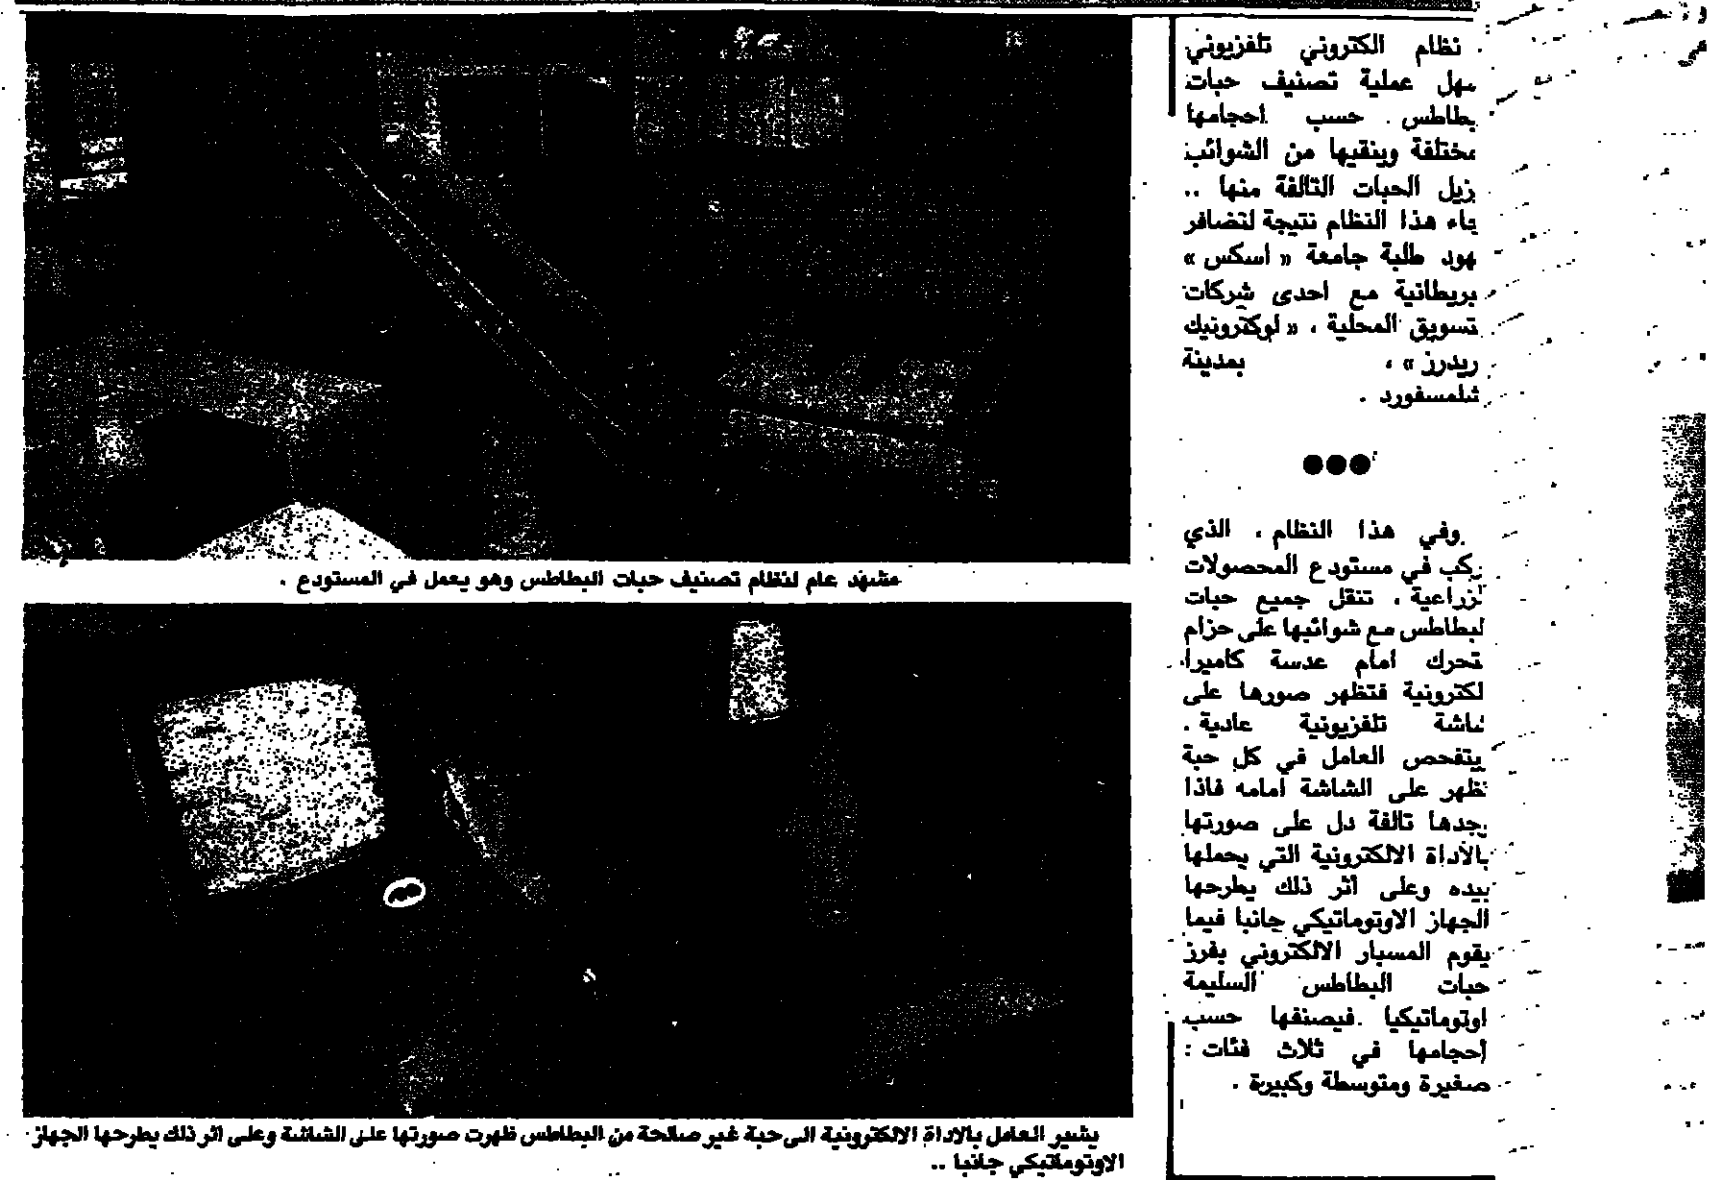 نظام الكتروني تلفزيوني
سهل عملية تصنيف حبات
بطاطس حسب احجامها
مختلفة وينقيها من الشوائب
زيل الحبات التالفة منها ..
جاء هذا النظام نتيجة لتضافر
هود طلبة جامعة « اسكس »
بريطانية مع احدى شركات
تسويق المحلية ، « لوكترونيك
ريدرز » ، بمدينة
شلمسفورد .
●●●
وفي هذا النظام ، الذي
ركب في مستودع المحصولات
زراعية ، تنقل جميع حبات
لبطاطس مع شوائبها على حزام
تحرك امام عدسة كاميرا
لكترونية فتظهر صورها على
شاشة تلفزيونية عادية .
يتفحص العامل في كل حبة
تظهر على الشاشة امامه فاذا
وجدها تالفة دل على صورتها
بالأداة الالكترونية التي يحملها
بيده وعلى أثر ذلك يطرحها
الجهاز الاوتوماتيكي جانبا فيما
يقوم المسبار الالكتروني بفرز
حبات البطاطس السليمة
اوتوماتيكيا فيصنفها حسب
أحجامها في ثلاث فئات :
صغيرة ومتوسطة وكبيرة .
مشهد عام لنظام تصنيف حبات البطاطس وهو يعمل في المستودع .
يشير العامل بالاداة الالكترونية الى حبة غير صالحة من البطاطس ظهرت صورتها على الشاشة وعلى اثر ذلك يطرحها الجهاز
الاوتوماتيكي جانبا ..